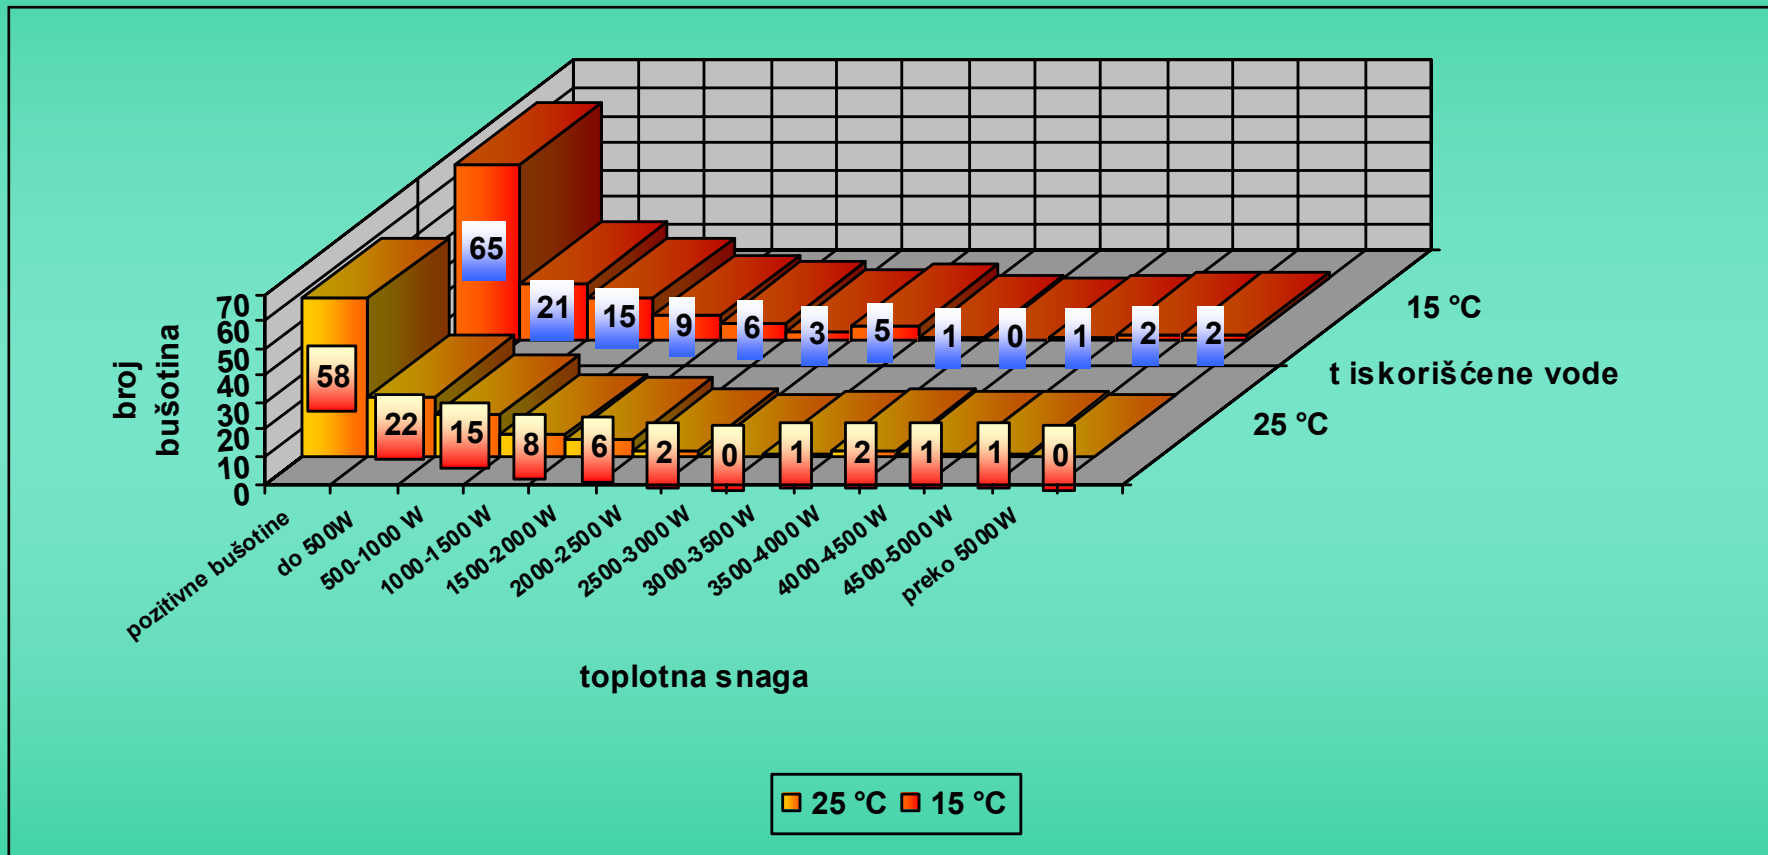 65
21
15
9
6
3
5
1
0
1
2
2
58
22
15
8
6
2
0
1
2
1
1
0
70
60
50
40
30
20
10
0
broj
bušotina
15 °C
t iskorišćene vode
25 °C
pozitivne bušotine
do 500W
500-1000 W
1000-1500 W
1500-2000 W
2000-2500 W
2500-3000 W
3000-3500 W
3500-4000 W
4000-4500 W
4500-5000 W
preko 5000W
toplotna snaga
25 °C
15 °C